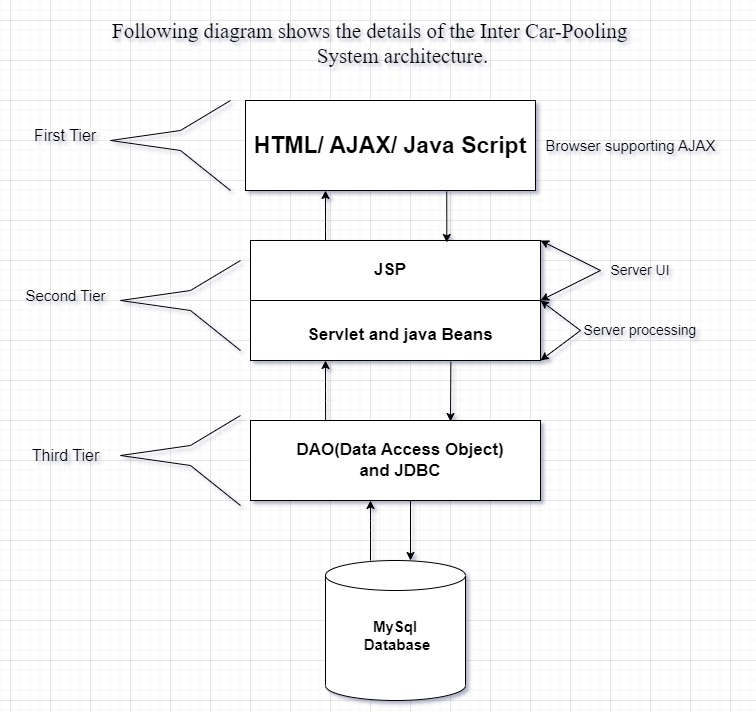 Following diagram shows the details of the Inter Car-Pooling
System architecture.
First Tier
HTML/ AJAX/ Java Script
Browser supporting AJAX
JSP
Server UI
Second Tier
Servlet and java Beans
Server processing
Third Tier
DAO(Data Access Object)
and JDBC
MySql
Database